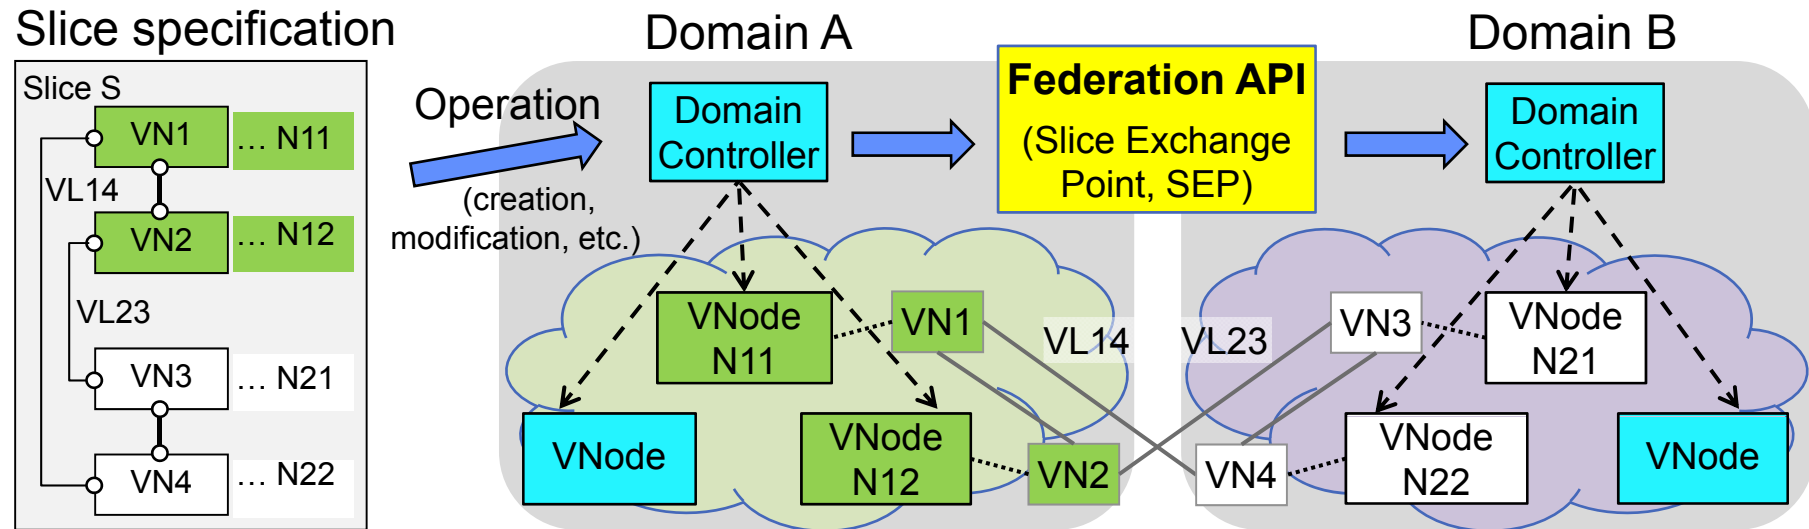 Slice specification
Slice S
VN1
... N11
VL14
VN2
... N12
VL23
VN3
... N21
VN4
... N22
Operation
(creation,
modification, etc.)
Domain A
Domain
Controller
Federation API
(Slice Exchange
Point, SEP)
Domain B
Domain
Controller
VNode
N11
VN1
VL14
VNode
VNode
N12
VN2
VL23
VN3
VNode
N21
VN4
VNode
N22
VNode